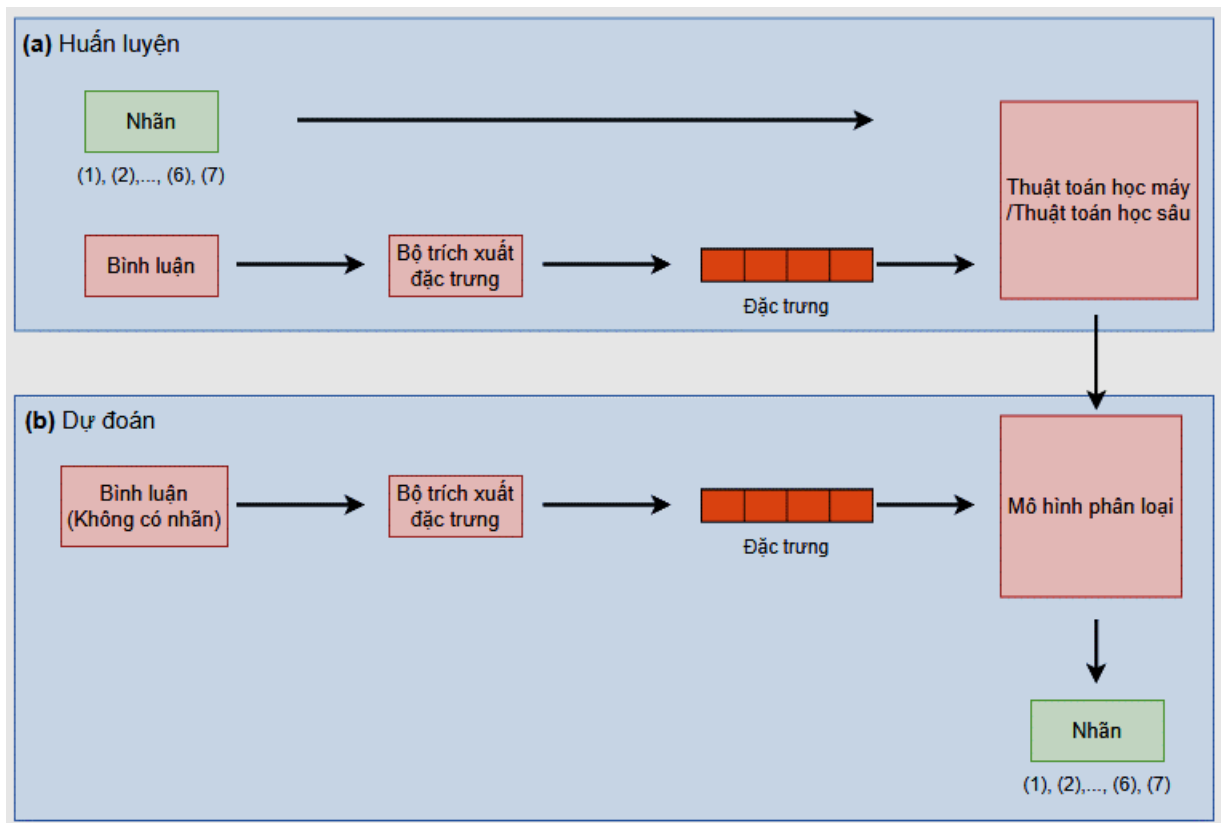 (a) Huấn luyện
Nhãn
(1), (2),..., (6), (7)
Thuật toán học máy
/Thuật toán học sâu
Bình luận
Bộ trích xuất
đặc trưng
Đặc trưng
(b) Dự đoán
Bình luận
(Không có nhãn)
Bộ trích xuất
đặc trưng
Đặc trưng
Mô hình phân loại
Nhãn
(1), (2),..., (6), (7)